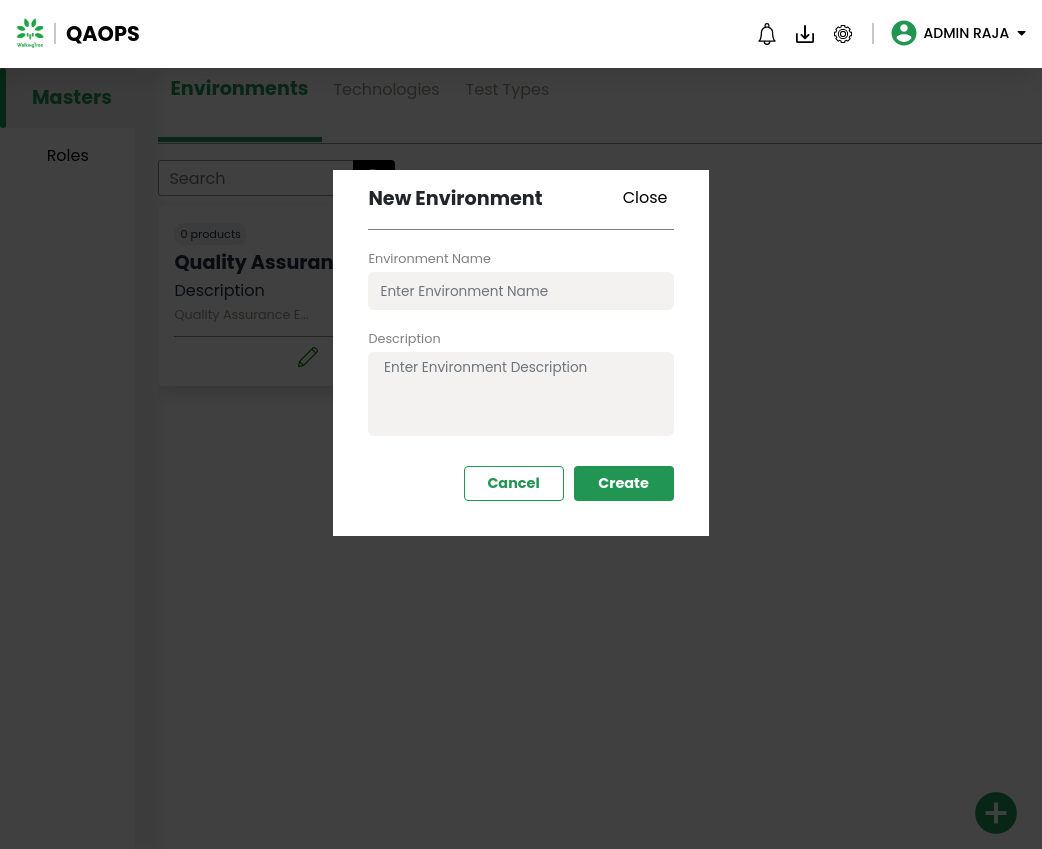 WalkingTree
QAOPS
ADMIN RAJA
Masters
Roles
Environments
Technologies
Test Types
Search
0 products
Quality Assuran
Description
Quality Assurance E...
New Environment
Close
Environment Name
Enter Environment Name
Description
Enter Environment Description
Cancel
Create